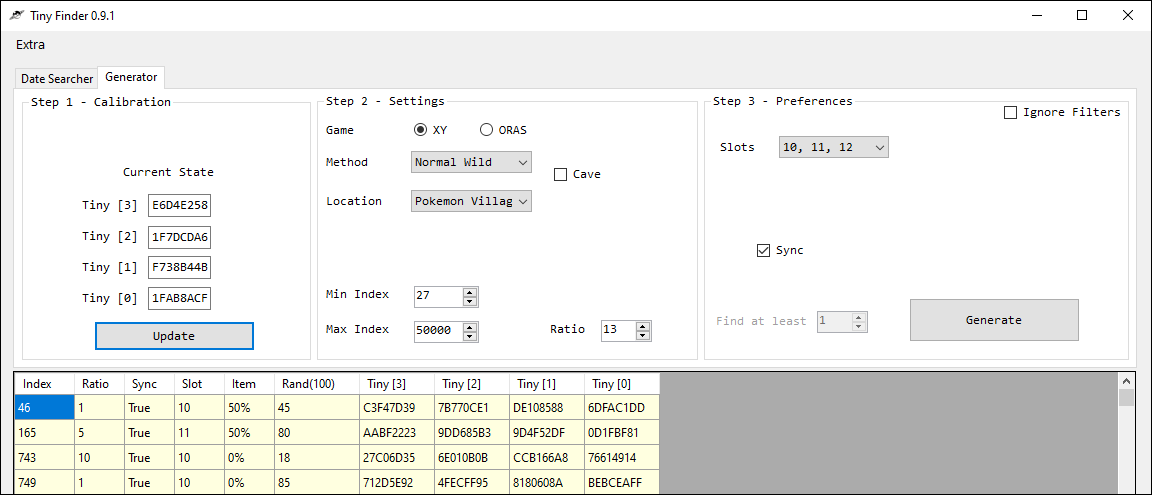 Tiny Finder 0.9.1
Extra
Date Searcher Generator
Step 1 - Calibration
Current State
Tiny [3] E6D4E258
Tiny [2] 1F7DCDA6
Tiny [1] F738B44B
Tiny [0] 1FAB8ACF
Update
Step 2 - Settings
Game XY ORAS
Method Normal Wild Cave
Location Pokemon Villag
Min Index 27
Max Index 50000 Ratio 13
Step 3 - Preferences
Ignore Filters
Slots 10, 11, 12
Sync
Find at least 1 Generate
Index Ratio Sync Slot Item Rand(100) Tiny [3] Tiny [2] Tiny [1] Tiny [0]
46 1 True 10 50% 45 C3F47D39 7B770CE1 DE108588 6DFAC1DD
165 5 True 11 50% 80 AABF2223 9DD685B3 9D4F52DF 0D1FBF81
743 10 True 10 0% 18 27C06D35 6E010B0B CCB166A8 76614914
749 1 True 10 0% 85 712D5E92 4FECFF95 8180608A BEBCEAFF